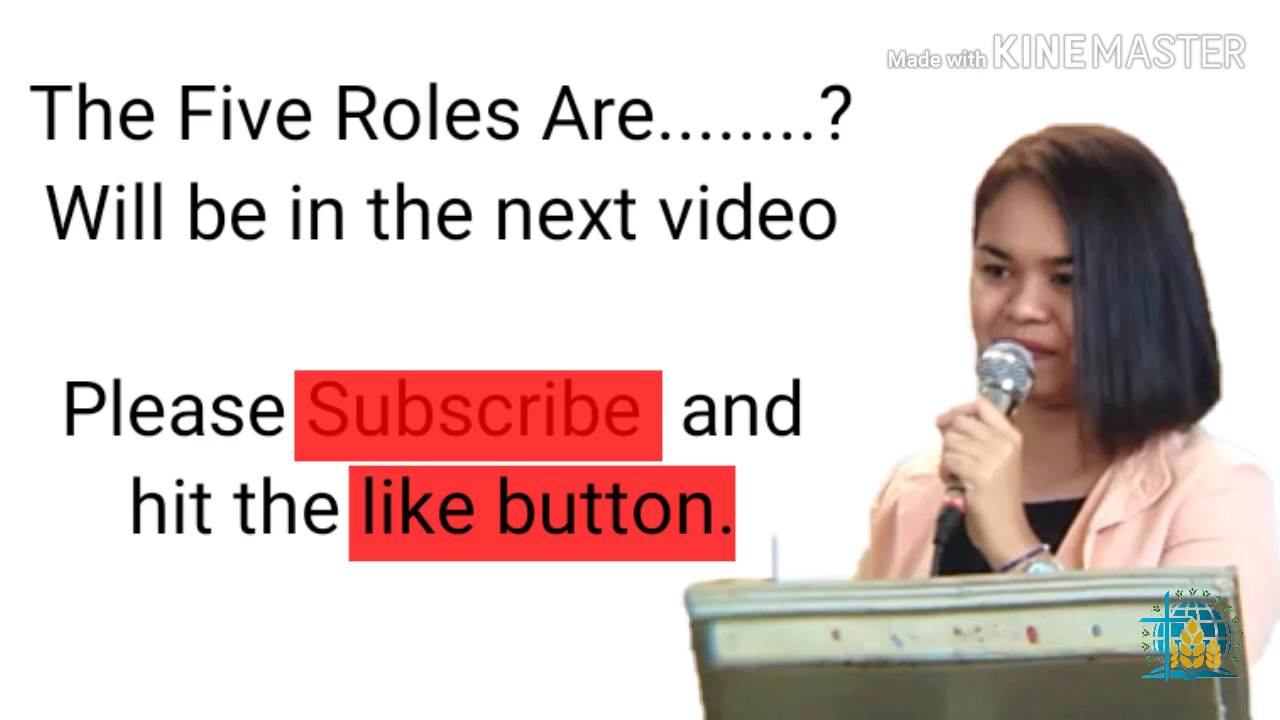 Made with KINEMASTER
The Five Roles Are........?
Will be in the next video
Please Subscribe and
hit the like button.